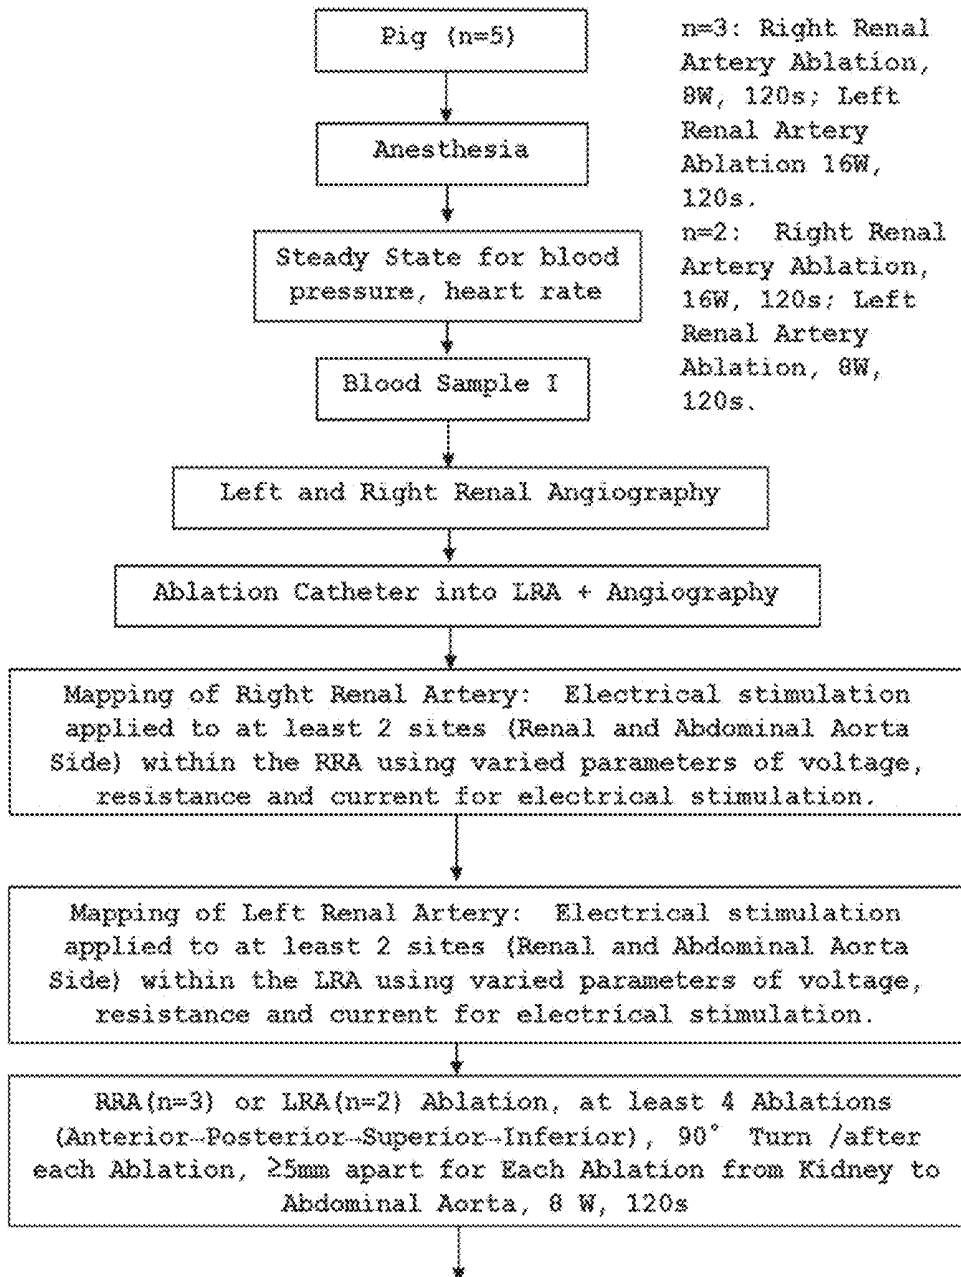 Pig (n=5)
n=3: Right Renal
Artery Ablation,
8W, 120s; Left
Renal Artery
Ablation 16W,
120s.
n=2: Right Renal
Artery Ablation,
16W, 120s; Left
Renal Artery
Ablation, 8W,
120s.
Anesthesia
Steady State for blood
pressure, heart rate
Blood Sample I
Left and Right Renal Angiography
Ablation Catheter into LRA + Angiography
Mapping of Right Renal Artery: Electrical stimulation
applied to at least 2 sites (Renal and Abdominal Aorta
Side) within the RRA using varied parameters of voltage,
resistance and current for electrical stimulation.
Mapping of Left Renal Artery: Electrical stimulation
applied to at least 2 sites (Renal and Abdominal Aorta
Side) within the LRA using varied parameters of voltage,
resistance and current for electrical stimulation.
RRA(n=3) or LRA(n=2) Ablation, at least 4 Ablations
(Anterior→Posterior→Superior→Inferior), 90° Turn /after
each Ablation, ≥5mm apart for Each Ablation from Kidney to
Abdominal Aorta, 8 W, 120s